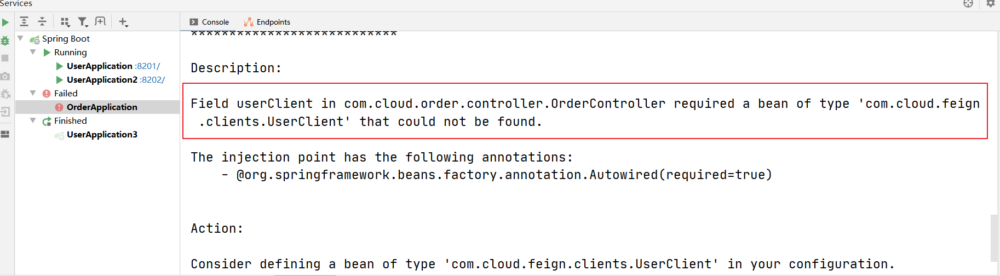 Services
Console
Endpoints
Spring Boot
Running
UserApplication :8201/
UserApplication2 :8202/
Failed
OrderApplication
Finished
UserApplication3
***************************
Description:
Field userClient in com.cloud.order.controller.OrderController required a bean of type 'com.cloud.feign
.clients.UserClient' that could not be found.
The injection point has the following annotations:
- @org.springframework.beans.factory.annotation.Autowired(required=true)
Action:
Consider defining a bean of type 'com.cloud.feign.clients.UserClient' in your configuration.